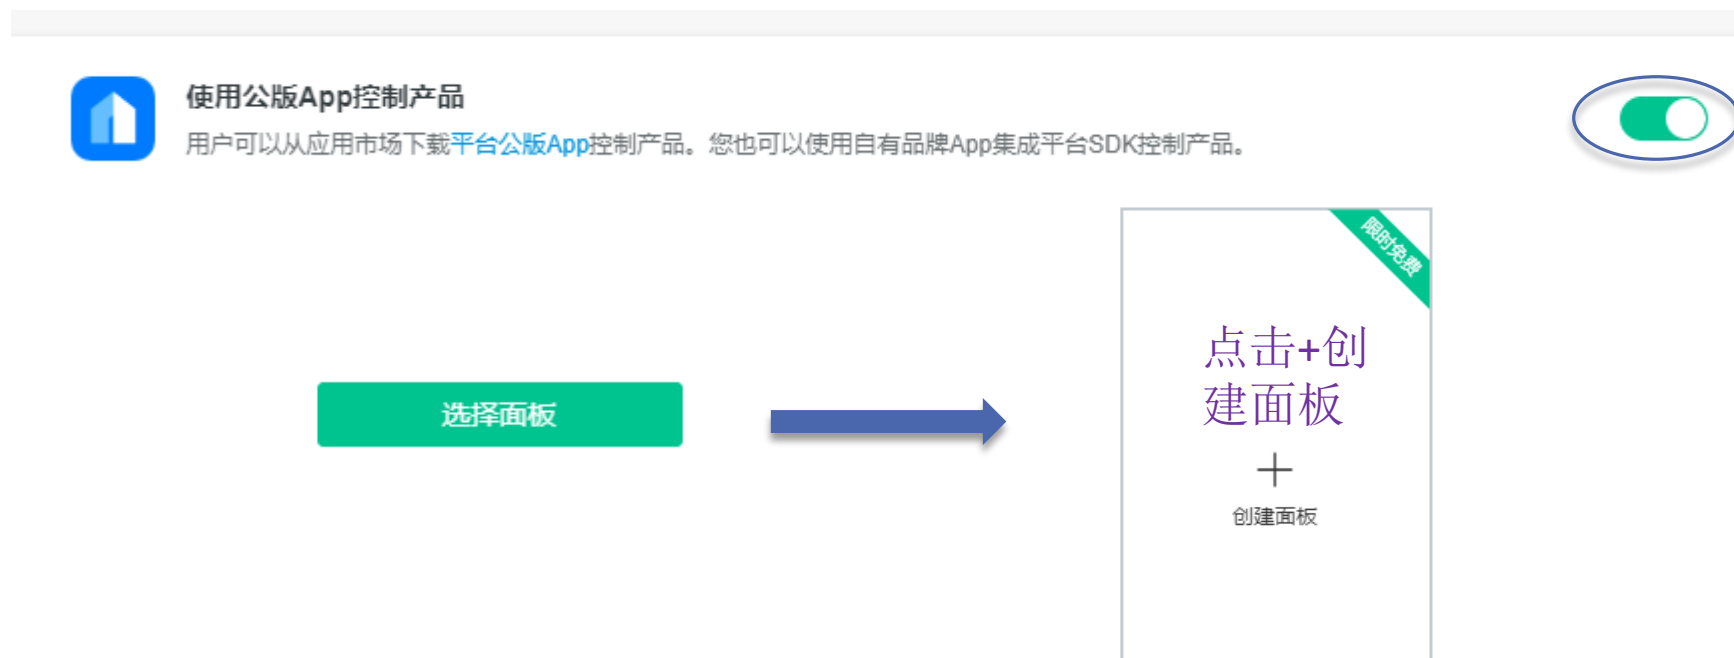 使用公版App控制产品
用户可以从应用市场下载平台公版App控制产品。您也可以使用自有品牌App集成平台SDK控制产品。
限时免费
点击+创
建面板
选择面板
创建面板